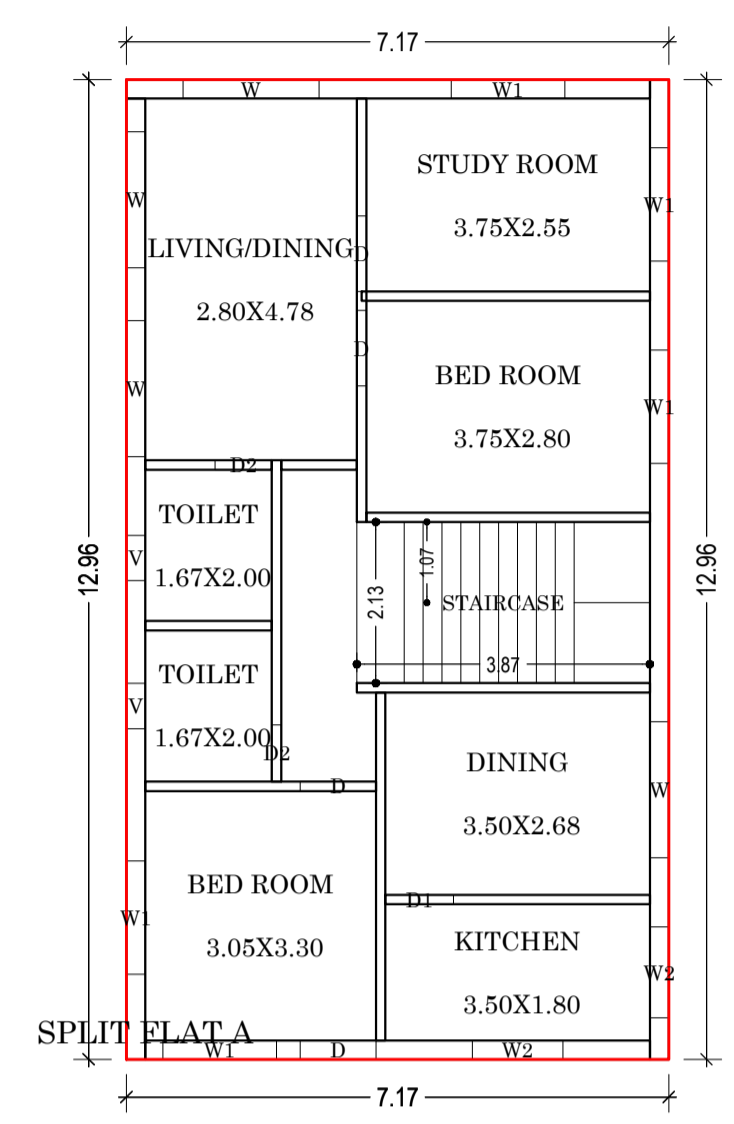 7.17
W
W1
STUDY ROOM
3.75X2.55
W
W1
LIVING/DINING
D
2.80X4.78
D
BED ROOM
3.75X2.80
W
W1
D2
TOILET
1.67X2.00
V
12.96
12.96
1.07
2.13
STAIRCASE
3.87
TOILET
1.67X2.00
V
D2
DINING
3.50X2.68
W
D
BED ROOM
3.05X3.30
W1
D1
KITCHEN
3.50X1.80
W2
SPLIT FLAT A
W1
D
W2
7.17